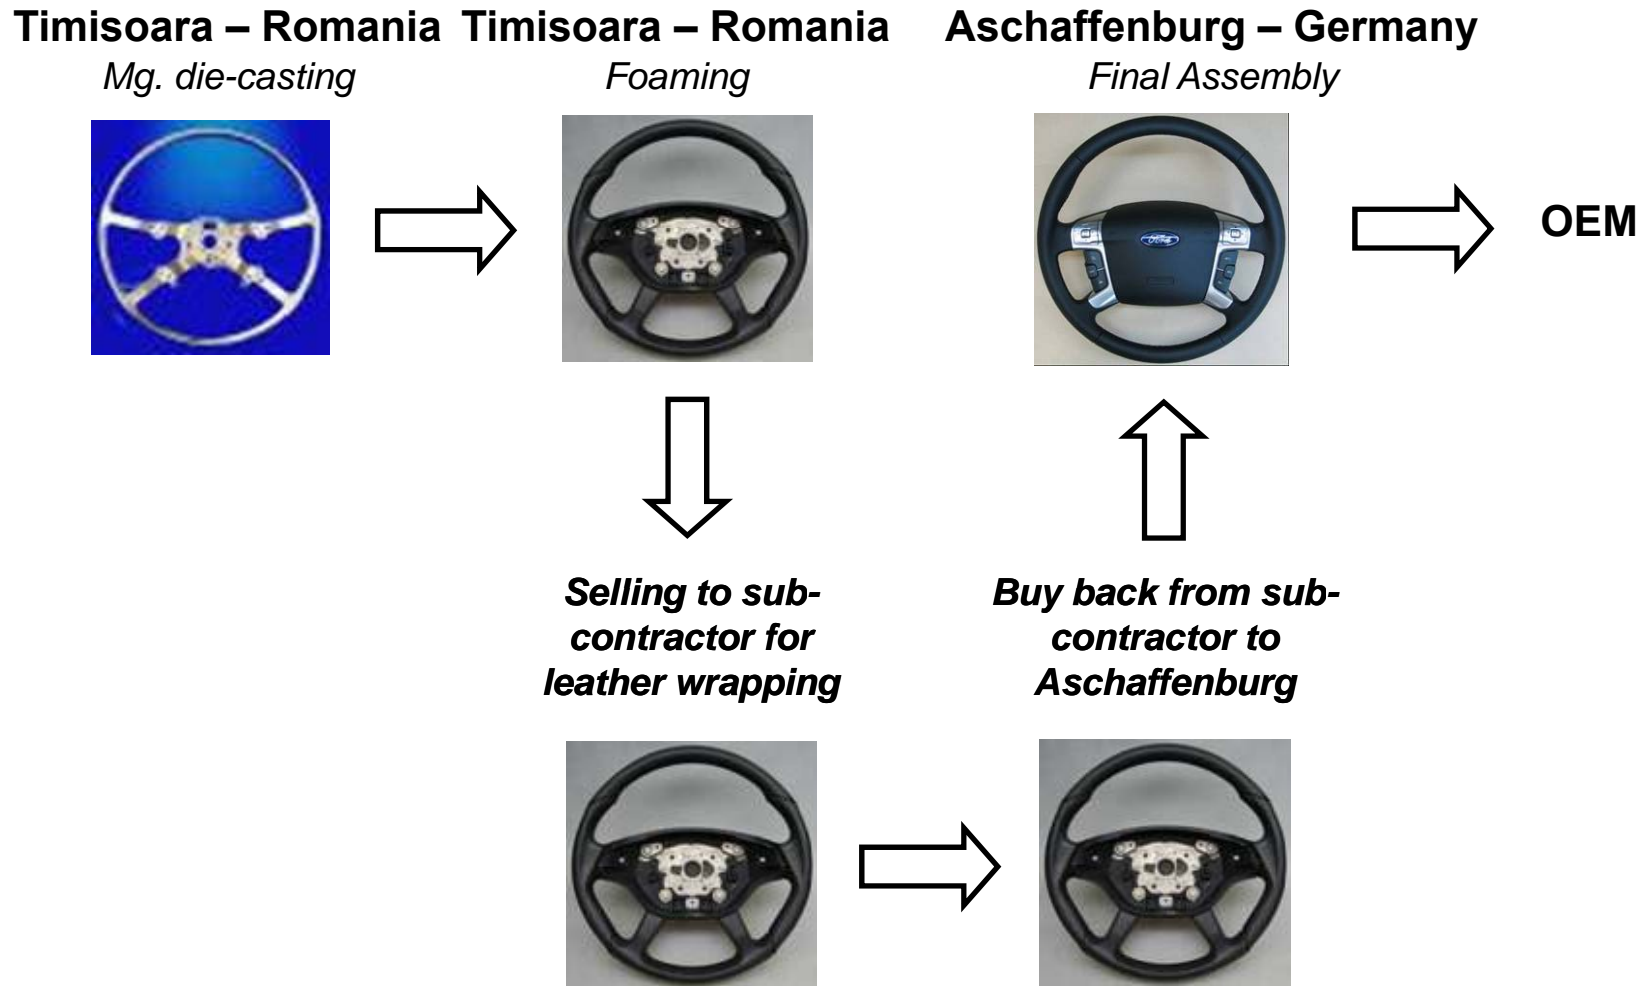 Timisoara – Romania
Mg. die-casting
Timisoara – Romania
Foaming
Aschaffenburg – Germany
Final Assembly
Ford
OEM
Selling to sub-
contractor for
leather wrapping
Buy back from sub-
contractor to
Aschaffenburg